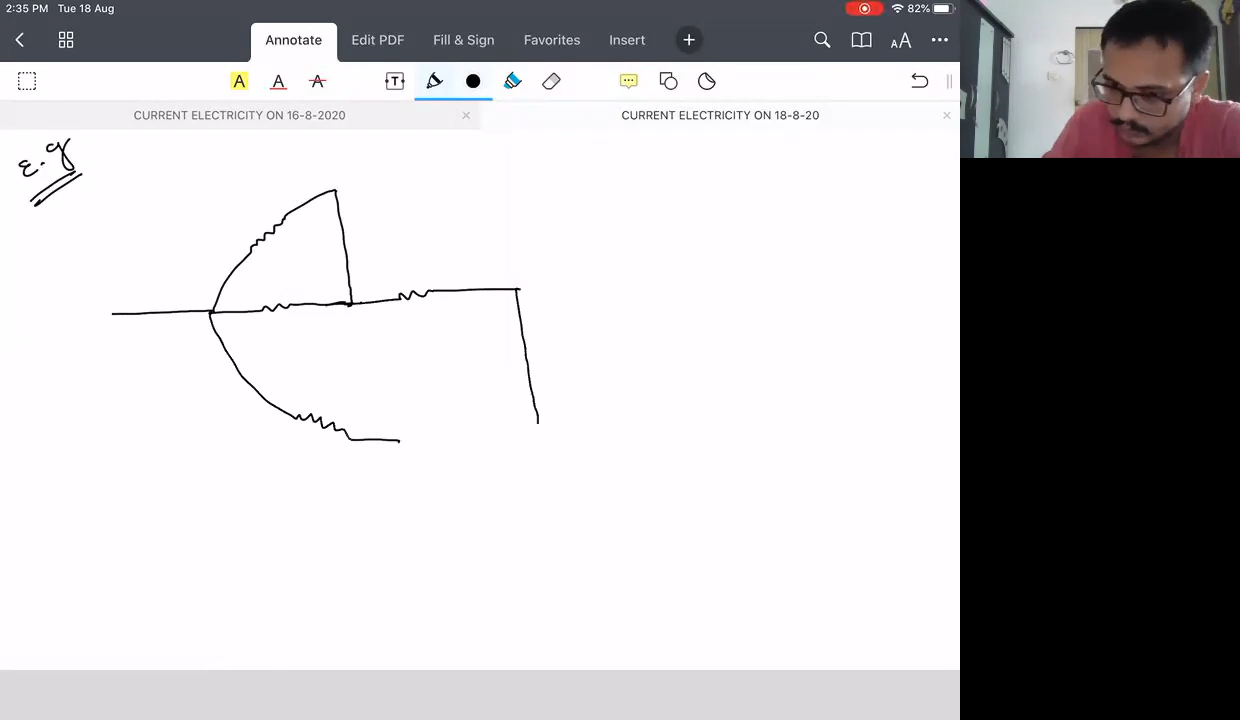 2:35 PM Tue 18 Aug
82%
Annotate Edit PDF Fill & Sign Favorites Insert
AA
A A A T
CURRENT ELECTRICITY ON 16-8-2020
CURRENT ELECTRICITY ON 18-8-20
E.g